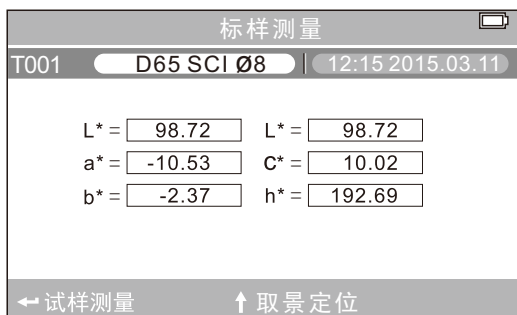 标样测量
T001 D65 SCI Ø8 12:15 2015.03.11
L* = 98.72 L* = 98.72
a* = -10.53 C* = 10.02
b* = -2.37 h* = 192.69
试样测量 取景定位